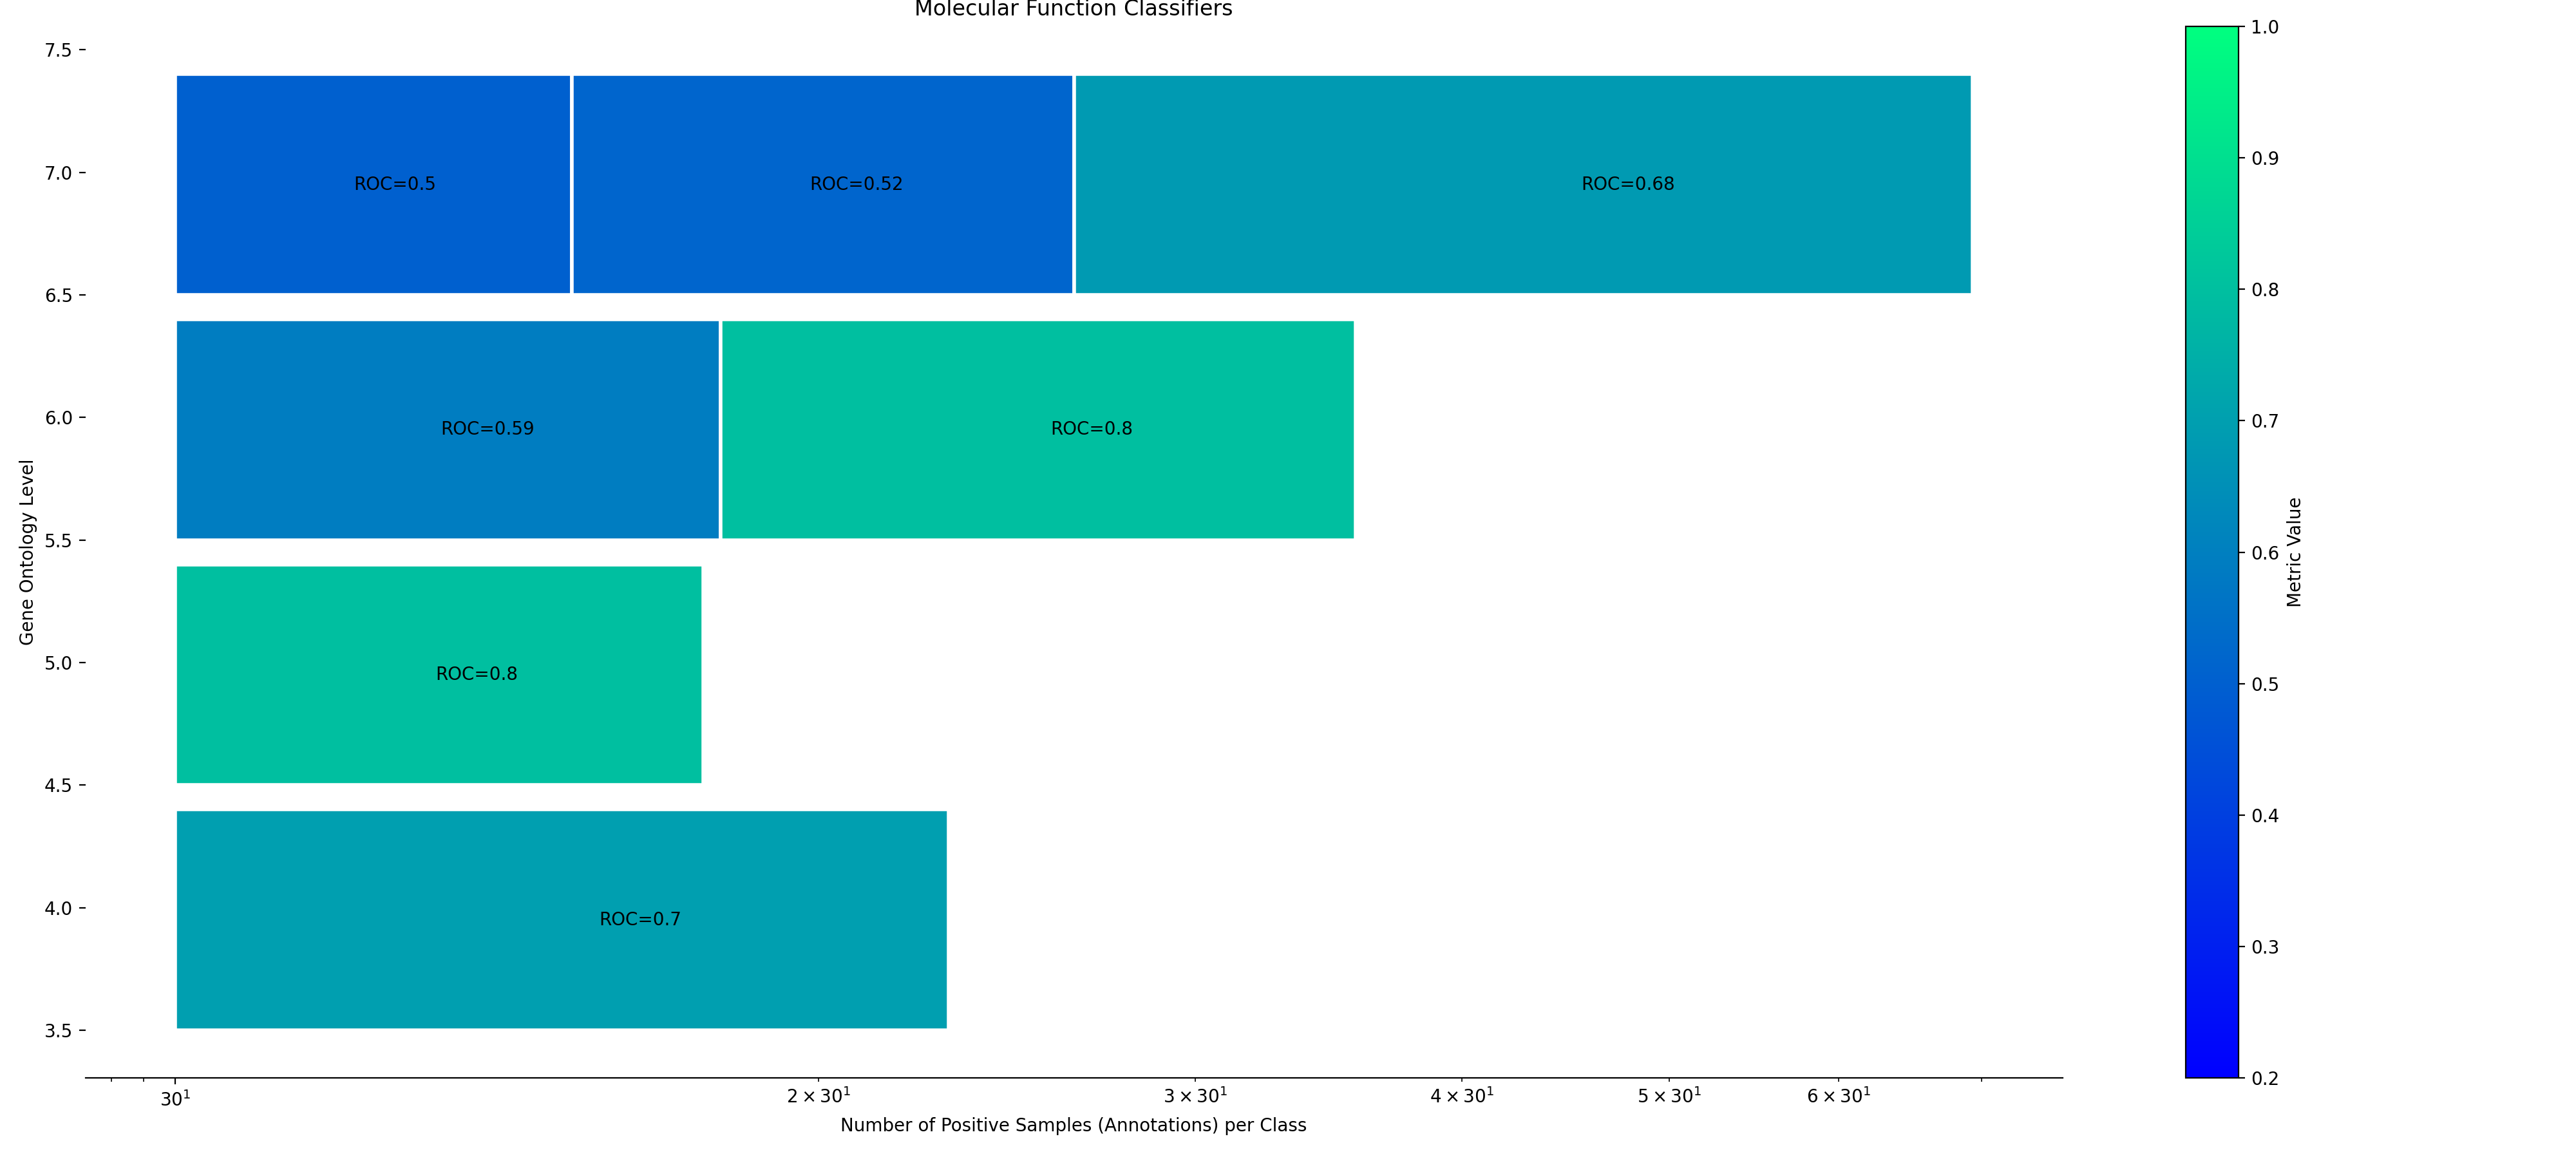 Molecular Function Classifiers
7.5
7.0
6.5
6.0
5.5
5.0
4.5
4.0
3.5
Gene Ontology Level
ROC=0.5
ROC=0.52
ROC=0.68
ROC=0.59
ROC=0.8
ROC=0.8
ROC=0.7
30¹
2 × 30¹
3 × 30¹
4 × 30¹
5 × 30¹
6 × 30¹
Number of Positive Samples (Annotations) per Class
1.0
0.9
0.8
0.7
0.6
0.5
0.4
0.3
0.2
Metric Value